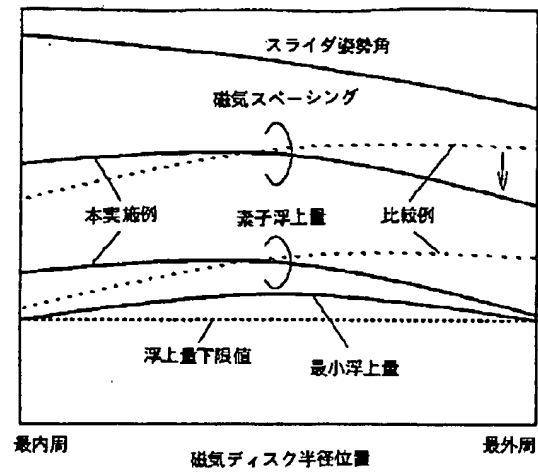 スライダ姿勢角
磁気スペーシング
本実施例
素子浮上量
比較例
浮上量下限値
最小浮上量
最内周
磁気ディスク半径位置
最外周